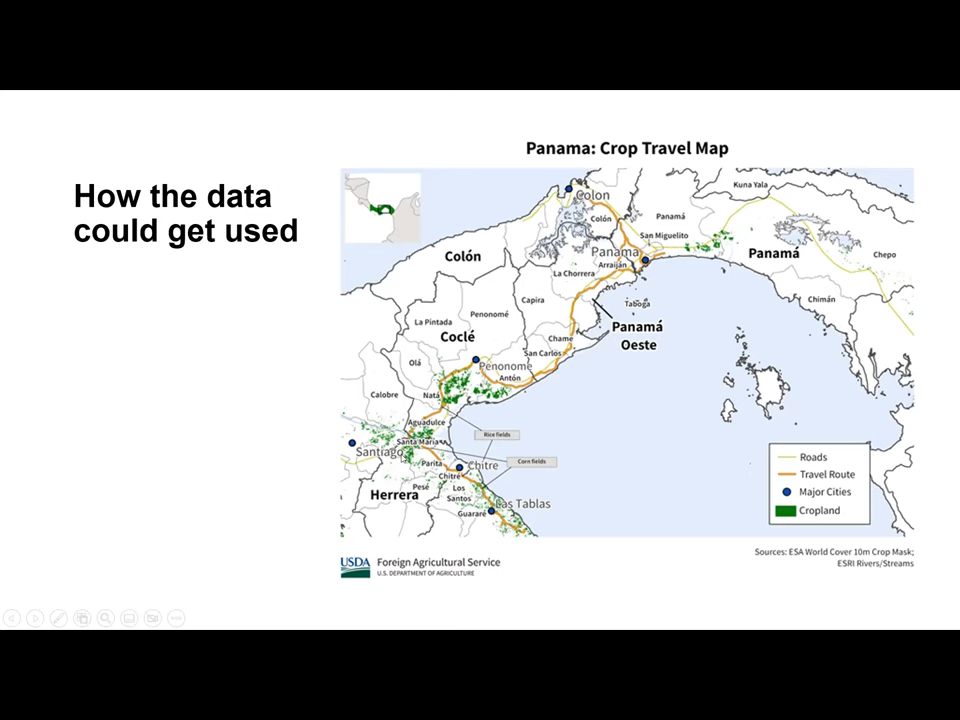 How the data
could get used
Panama: Crop Travel Map
Kuna Yala
Colon
Colón
Panamá
San Miguelito
Panama
Arraiján
Colón
La Chorrera
Panamá
Chepo
Capira
Taboga
Chimán
La Pintada
Penonomé
Panamá
Oeste
Coclé
Chame
San Carlos
Olá
Penonome
Antón
Calobre
Natá
Aguadulce
Rice fields
Santa María
Santiago
Parita
Chitre
Corn fields
Chitré
Pesé
Los
Santos
Herrera
Las Tablas
Guararé
Roads
Travel Route
Major Cities
Cropland
USDA
Foreign Agricultural Service
U.S. DEPARTMENT OF AGRICULTURE
Sources: ESA World Cover 10m Crop Mask;
ESRI Rivers/Streams